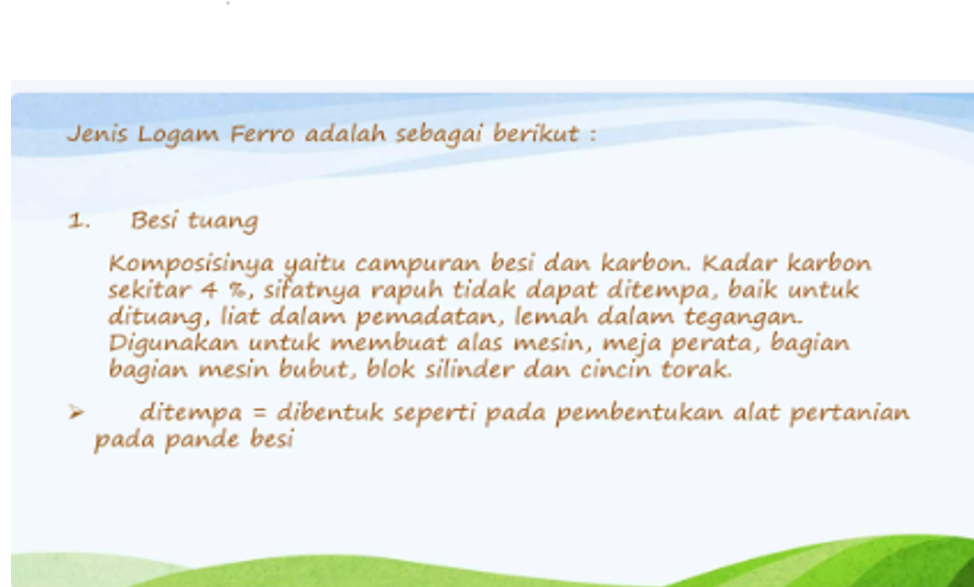 Jenis Logam Ferro adalah sebagai berikut :
1. Besi tuang
Komposisinya yaitu campuran besi dan karbon. Kadar karbon
sekitar 4 %, sifatnya rapuh tidak dapat ditempa, baik untuk
dituang, liat dalam pemadatan, lemah dalam tegangan.
Digunakan untuk membuat alas mesin, meja perata, bagian
bagian mesin bubut, blok silinder dan cincin torak.
➢ ditempa = dibentuk seperti pada pembentukan alat pertanian
pada pande besi